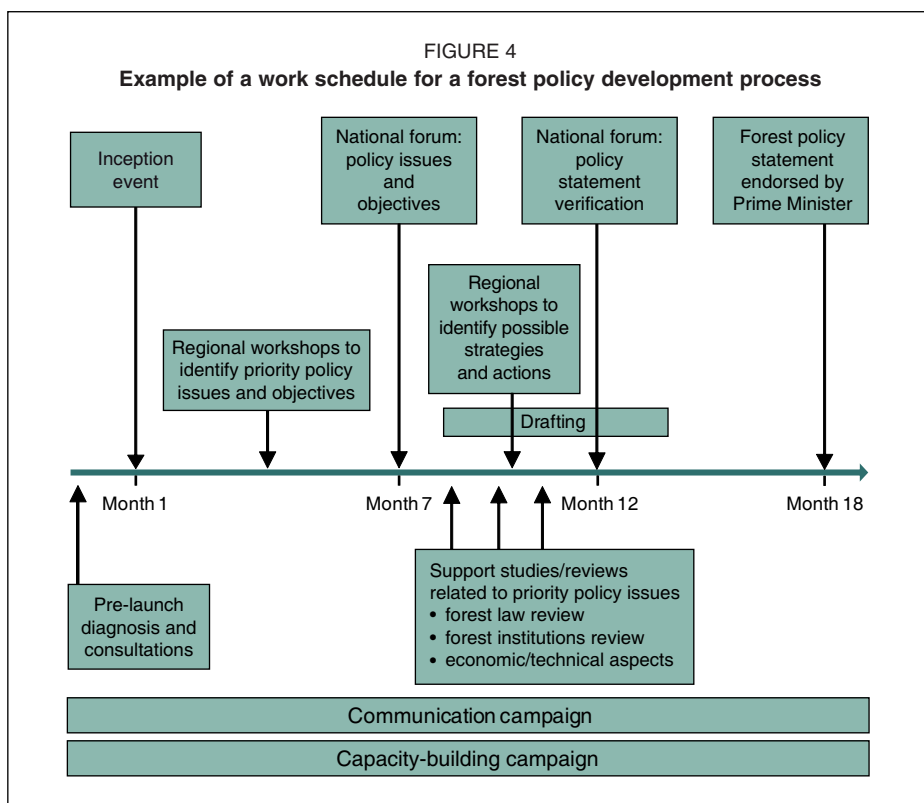 FIGURE 4
Example of a work schedule for a forest policy development process
Inception
event
National forum:
policy issues
and
objectives
National forum:
policy
statement
verification
Forest policy
statement
endorsed by
Prime Minister
Regional workshops to
identify priority policy
issues and objectives
Regional
workshops to
identify possible
strategies
and actions
Drafting
Month 1
Month 7
Month 12
Month 18
Pre-launch
diagnosis and
consultations
Support studies/reviews
related to priority policy issues
• forest law review
• forest institutions review
• economic/technical aspects
Communication campaign
Capacity-building campaign